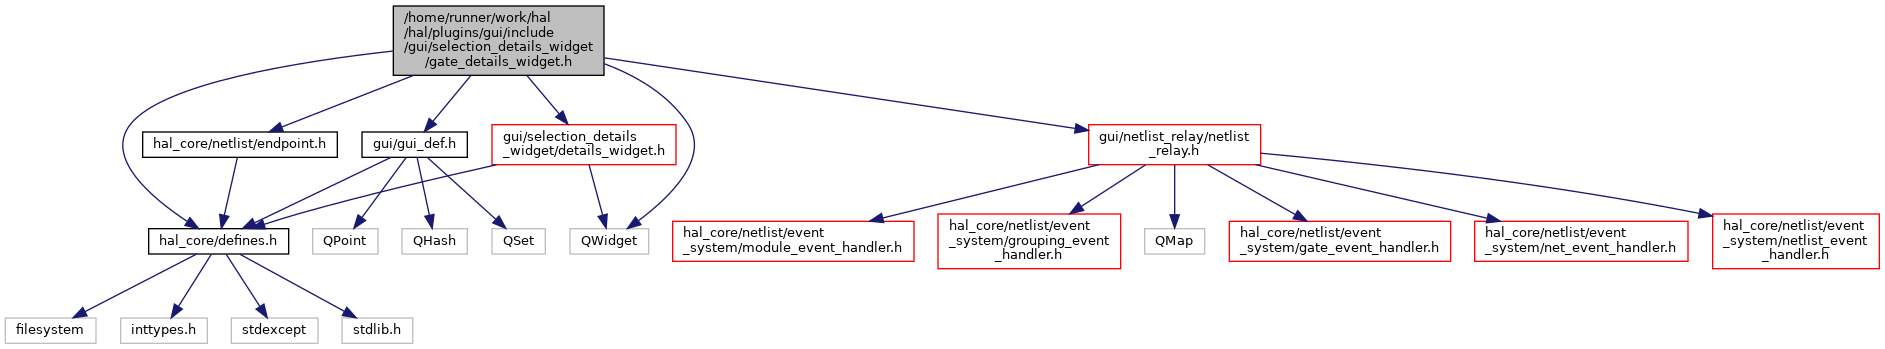 /home/runner/work/hal
/hal/plugins/gui/include
/gui/selection_details_widget
/gate_details_widget.h
hal_core/netlist/endpoint.h
gui/gui_def.h
gui/selection_details
_widget/details_widget.h
gui/netlist_relay/netlist
_relay.h
hal_core/defines.h
QPoint
QHash
QSet
QWidget
hal_core/netlist/event
_system/module_event_handler.h
hal_core/netlist/event
_system/grouping_event
_handler.h
QMap
hal_core/netlist/event
_system/gate_event_handler.h
hal_core/netlist/event
_system/net_event_handler.h
hal_core/netlist/event
_system/netlist_event
_handler.h
filesystem
inttypes.h
stdexcept
stdlib.h